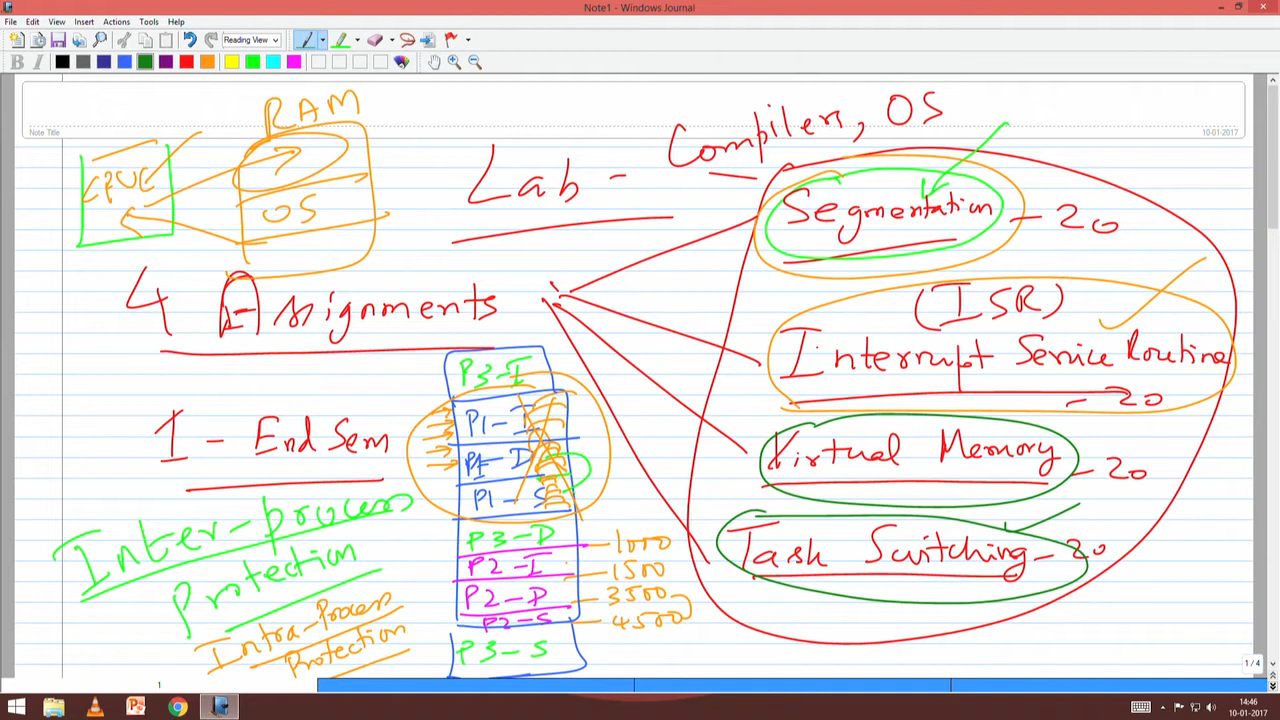 Note1 - Windows Journal
File Edit View Insert Actions Tools Help
Reading View
B I
Note Title
10-01-2017
RAM
CPU
OS
Lab - Compilers, OS
4 Assignments
1 - End Sem
Segmentation - 20
(ISR)
Interrupt Service Routine
- 20
Virtual Memory - 20
Task Switching - 20
Inter-process
Protection
Intra-Process
Protection
P3-I
P1-I
P1-D
P1-S
P3-D
P2-I
P2-D
P2-S
P3-S
1000
1500
3500
4500
1/4
1
14:46
10-01-2017